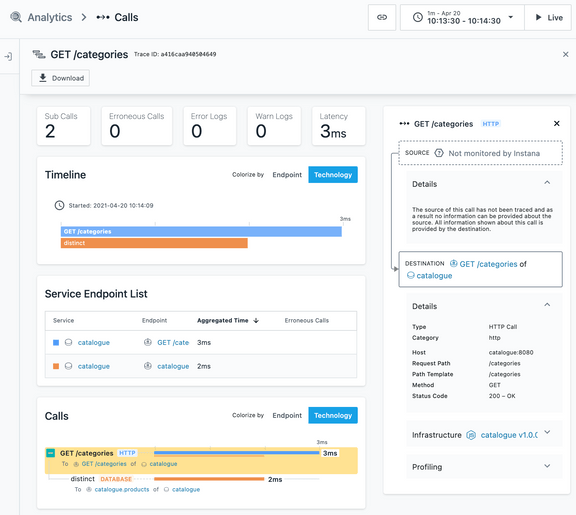 Analytics > Calls
1m - Apr 20
10:13:30 - 10:14:30
Live
GET /categories Trace ID: a416caa940504649
Download
Sub Calls
2
Erroneous Calls
0
Error Logs
0
Warn Logs
0
Latency
3ms
Timeline
Colorize by Endpoint Technology
Started: 2021-04-20 10:14:09
3ms
GET /categories
distinct
Service Endpoint List
Service Endpoint Aggregated Time Erroneous Calls
catalogue GET /cate 3ms
catalogue catalogue 2ms
Calls
Colorize by Endpoint Technology
3ms
GET /categories HTTP 3ms
To GET /categories of catalogue
distinct DATABASE 2ms
To catalogue.products of catalogue
GET /categories HTTP
SOURCE Not monitored by Instana
Details
The source of this call has not been traced and as
a result no information can be provided about the
source. All information shown about this call is
provided by the destination.
DESTINATION GET /categories of
catalogue
Details
Type HTTP Call
Category http
Host catalogue:8080
Request Path /categories
Path Template /categories
Method GET
Status Code 200 – OK
Infrastructure catalogue v1.0.0
Profiling